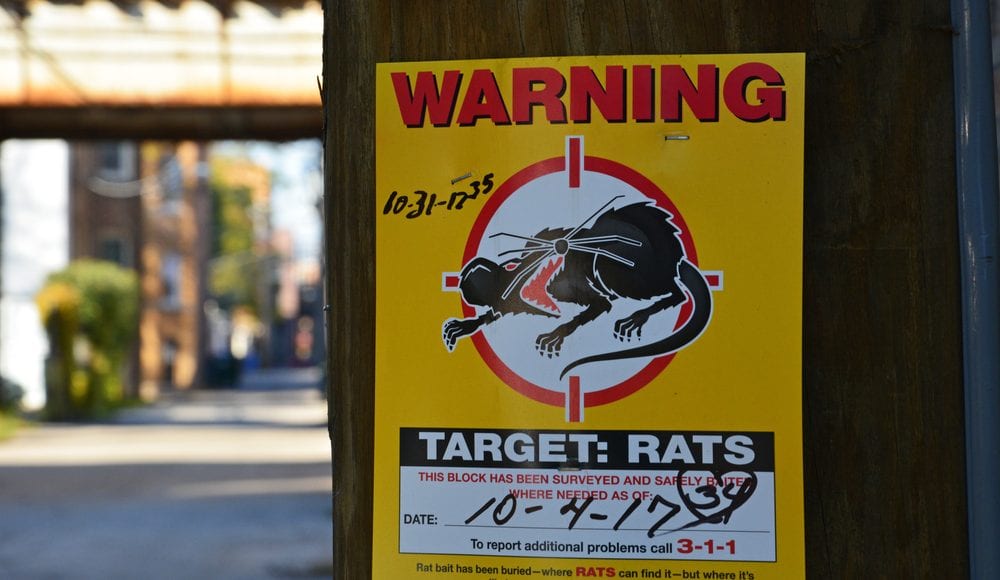 WARNING
10-31-17 35
TARGET: RATS
THIS BLOCK HAS BEEN SURVEYED AND SAFELY BAITED
WHERE NEEDED AS OF:
34
DATE: 10-4-17
To report additional problems call 3-1-1
Rat bait has been buried—where RATS can find it—but where it's